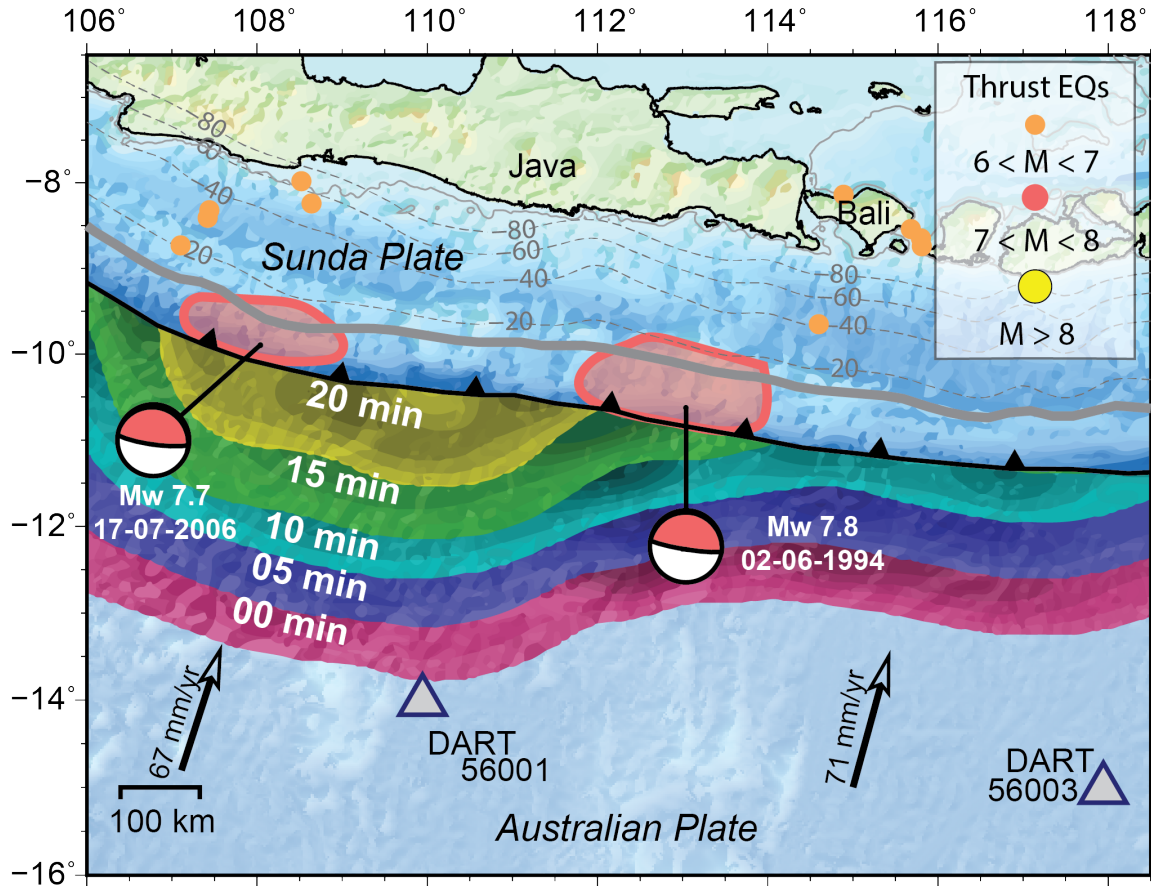 106° 108° 110° 112° 114° 116° 118°
Thrust EQs
6 < M < 7
7 < M < 8
M > 8
80
60
40
20
Java
Bali
−8°
Sunda Plate
80
60
40
20
80
60
40
20
−10°
20 min
15 min
10 min
05 min
00 min
Mw 7.7
17-07-2006
−12°
Mw 7.8
02-06-1994
67 mm/yr
71 mm/yr
−14°
DART
56001
DART
56003
100 km
Australian Plate
−16°